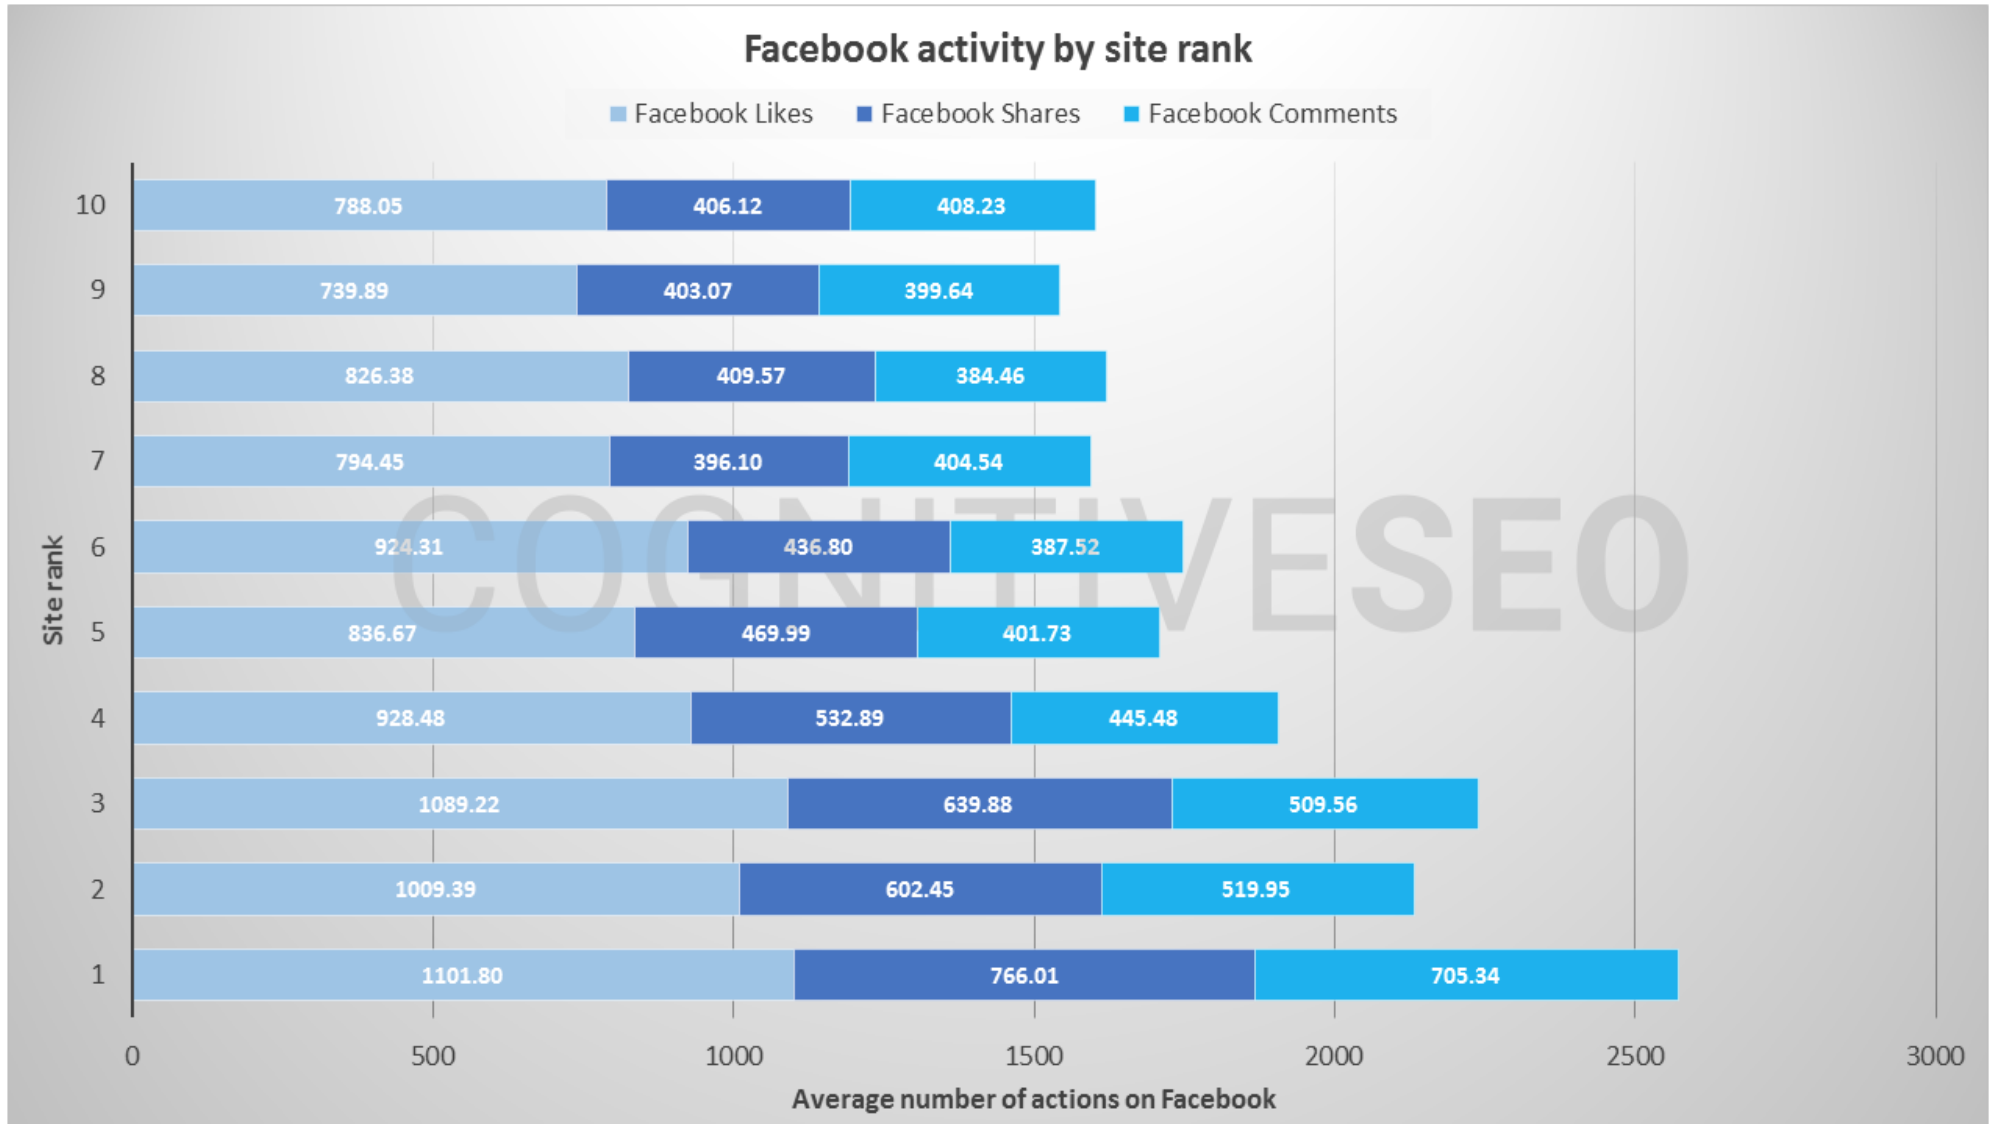 Facebook activity by site rank
Facebook Likes Facebook Shares Facebook Comments
10 788.05 406.12 408.23
9 739.89 403.07 399.64
8 826.38 409.57 384.46
7 794.45 396.10 404.54
COGNITIVESEO
6 924.31 436.80 387.52
Site rank
5 836.67 469.99 401.73
4 928.48 532.89 445.48
3 1089.22 639.88 509.56
2 1009.39 602.45 519.95
1 1101.80 766.01 705.34
0 500 1000 1500 2000 2500 3000
Average number of actions on Facebook